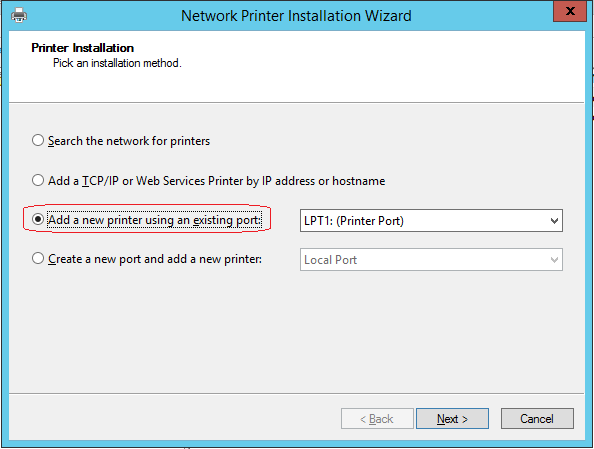 Network Printer Installation Wizard
x
Printer Installation
Pick an installation method.
Search the network for printers
Add a TCP/IP or Web Services Printer by IP address or hostname
Add a new printer using an existing port: LPT1: (Printer Port)
Create a new port and add a new printer: Local Port
< Back Next > Cancel